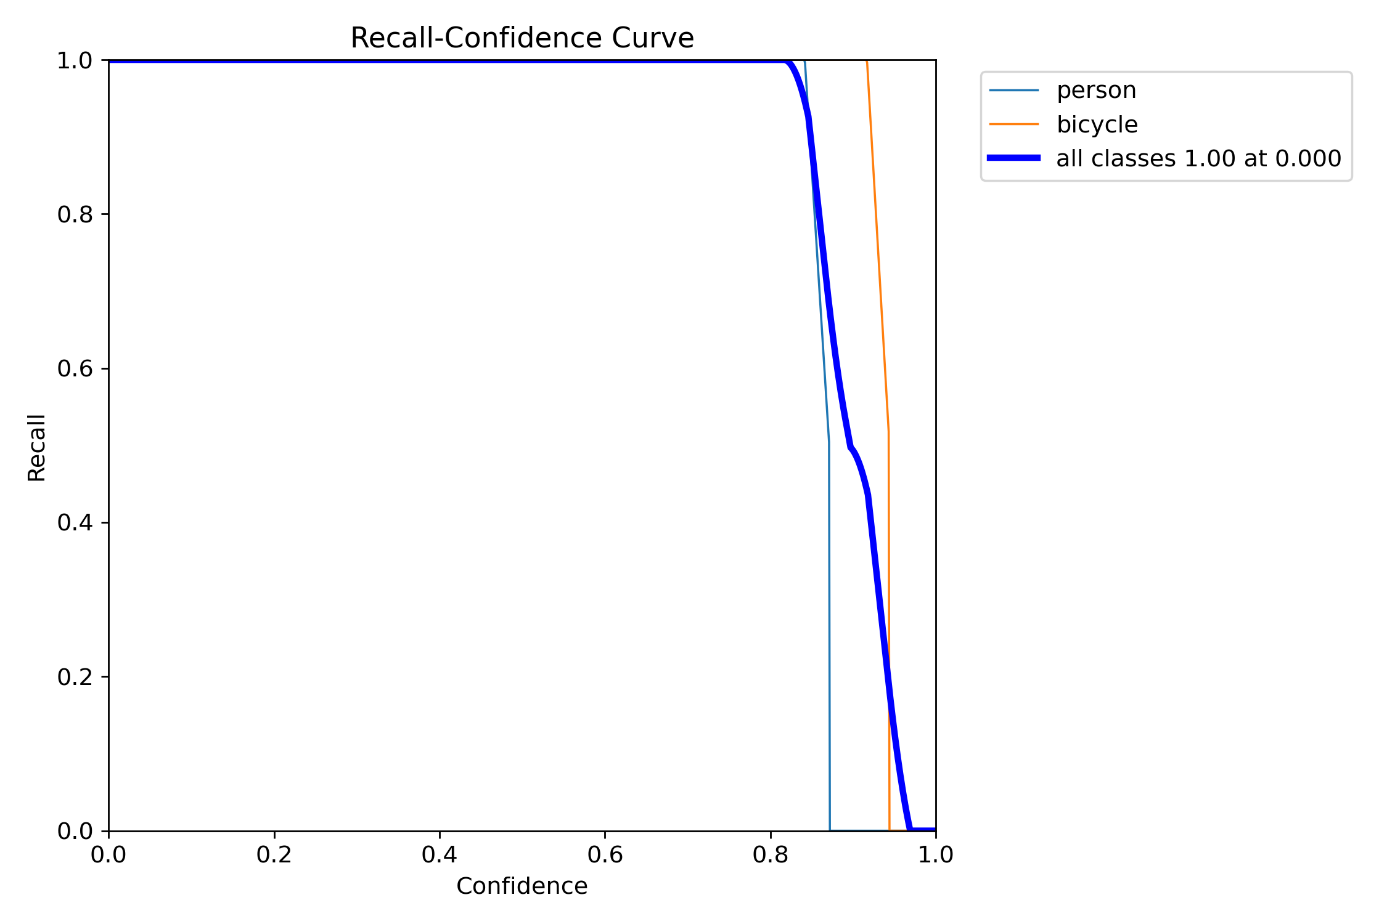 Recall-Confidence Curve
person
bicycle
all classes 1.00 at 0.000
1.0
0.8
0.6
0.4
0.2
0.0
Recall
0.0 0.2 0.4 0.6 0.8 1.0
Confidence